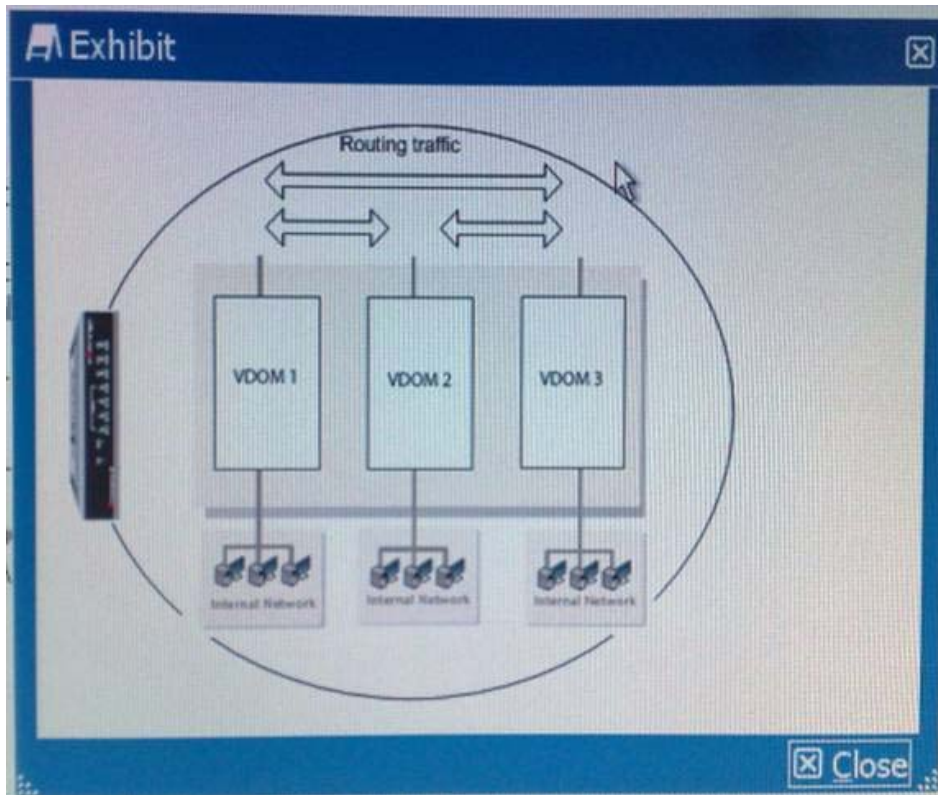 Exhibit
Routing traffic
VDOM 1
VDOM 2
VDOM 3
Internal Network
Internal Network
Internal Network
Close